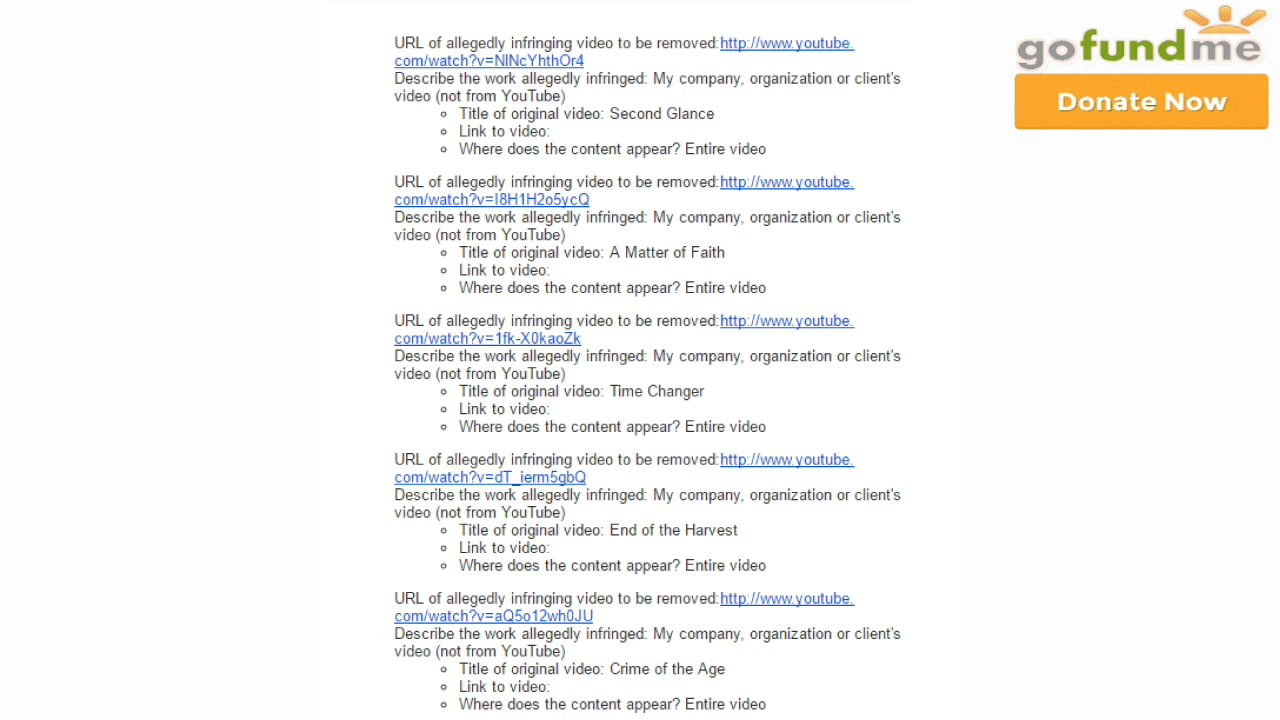 URL of allegedly infringing video to be removed:http://www.youtube.
com/watch?v=NlNcYhthOr4
Describe the work allegedly infringed: My company, organization or client's
video (not from YouTube)
Title of original video: Second Glance
Link to video:
Where does the content appear? Entire video
URL of allegedly infringing video to be removed:http://www.youtube.
com/watch?v=I8H1H2o5ycQ
Describe the work allegedly infringed: My company, organization or client's
video (not from YouTube)
Title of original video: A Matter of Faith
Link to video:
Where does the content appear? Entire video
URL of allegedly infringing video to be removed:http://www.youtube.
com/watch?v=1fk-X0kaoZk
Describe the work allegedly infringed: My company, organization or client's
video (not from YouTube)
Title of original video: Time Changer
Link to video:
Where does the content appear? Entire video
URL of allegedly infringing video to be removed:http://www.youtube.
com/watch?v=dT_ierm5gbQ
Describe the work allegedly infringed: My company, organization or client's
video (not from YouTube)
Title of original video: End of the Harvest
Link to video:
Where does the content appear? Entire video
URL of allegedly infringing video to be removed:http://www.youtube.
com/watch?v=aQ5o12wh0JU
Describe the work allegedly infringed: My company, organization or client's
video (not from YouTube)
Title of original video: Crime of the Age
Link to video:
Where does the content appear? Entire video
gofundme
Donate Now